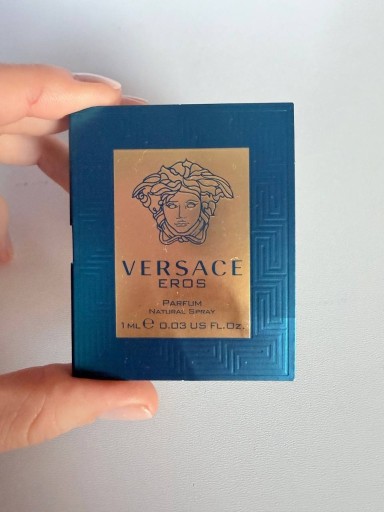 VERSACE
EROS
PARFUM
NATURAL SPRAY
1 ML ℮ 0.03 US FL.OZ.